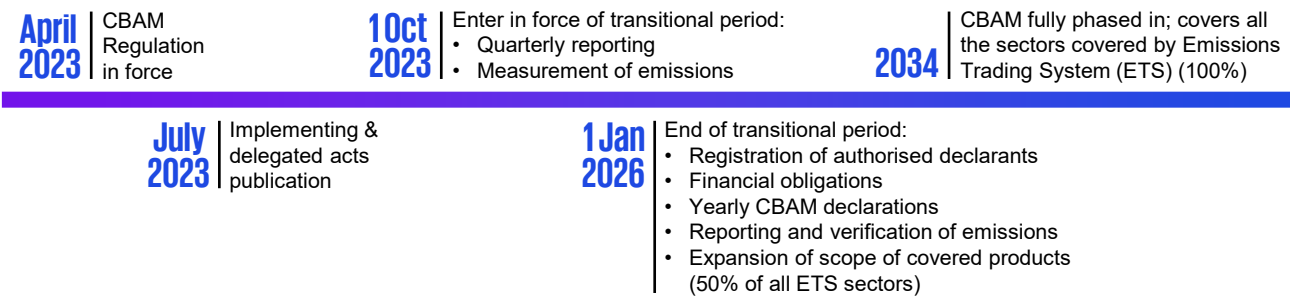 April
2023
CBAM
Regulation
in force
1 Oct
2023
Enter in force of transitional period:
• Quarterly reporting
• Measurement of emissions
2034
CBAM fully phased in; covers all
the sectors covered by Emissions
Trading System (ETS) (100%)
July
2023
Implementing &
delegated acts
publication
1 Jan
2026
End of transitional period:
• Registration of authorised declarants
• Financial obligations
• Yearly CBAM declarations
• Reporting and verification of emissions
• Expansion of scope of covered products
(50% of all ETS sectors)